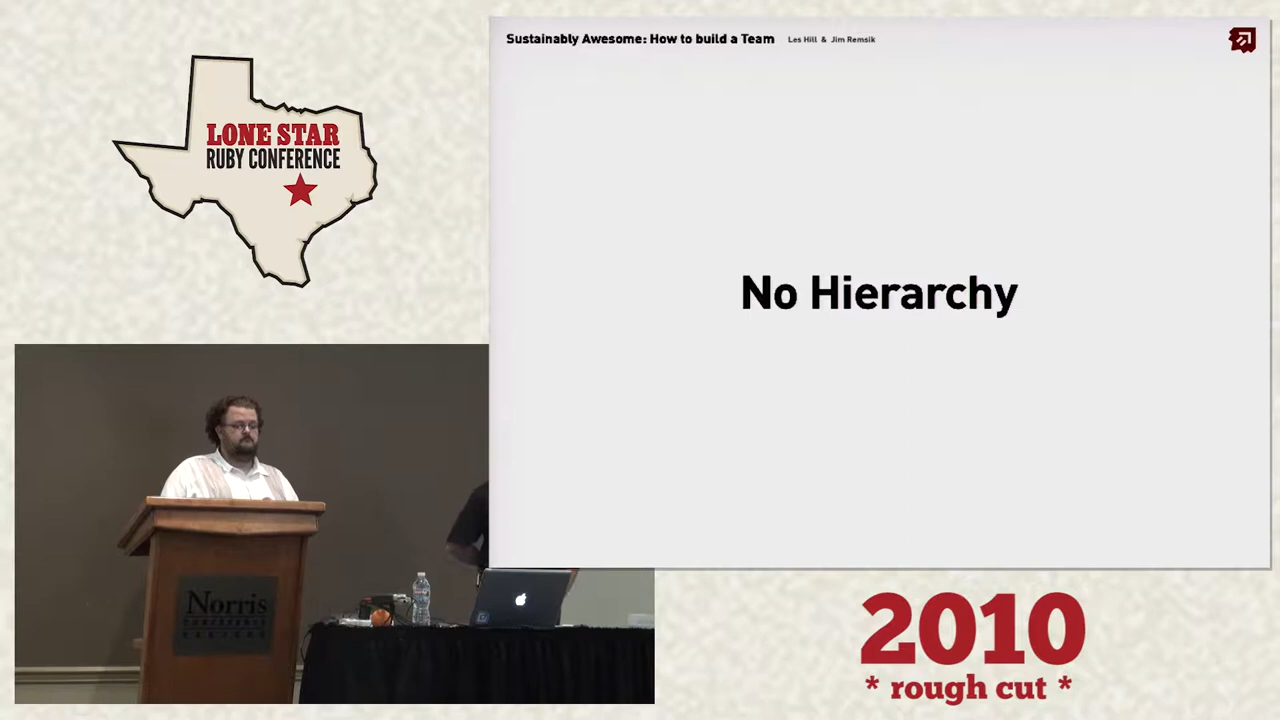 LONE STAR
RUBY CONFERENCE
Sustainably Awesome: How to build a Team Les Hill & Jim Remsik
No Hierarchy
Norris
2010
* rough cut *